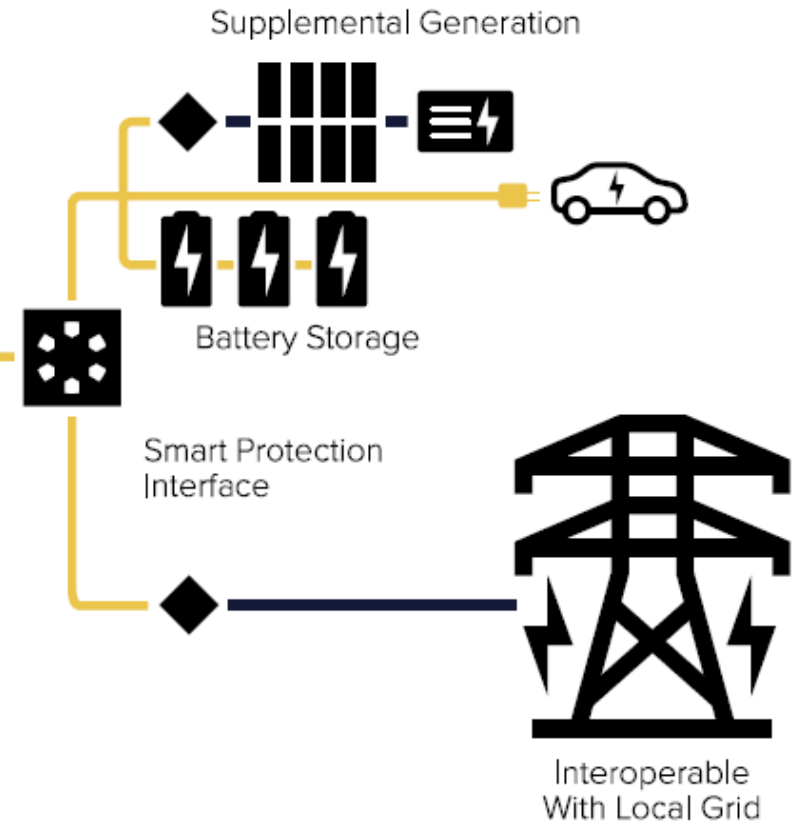 Supplemental Generation
Battery Storage
Smart Protection
Interface
Interoperable
With Local Grid